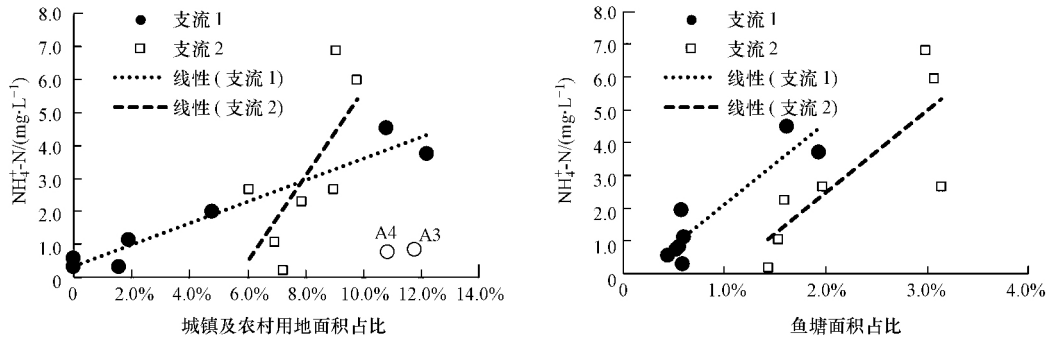 8.0
7.0
6.0
5.0
4.0
3.0
2.0
1.0
0.0
NH₄⁺-N/(mg·L⁻¹)
支流1
支流2
线性(支流1)
线性(支流2)
A4
A3
0
2.0%
4.0%
6.0%
8.0%
10.0%
12.0%
14.0%
城镇及农村用地面积占比
8.0
7.0
6.0
5.0
4.0
3.0
2.0
1.0
0.0
NH₄⁺-N/(mg·L⁻¹)
支流1
支流2
线性(支流1)
线性(支流2)
0
1.0%
2.0%
3.0%
4.0%
鱼塘面积占比